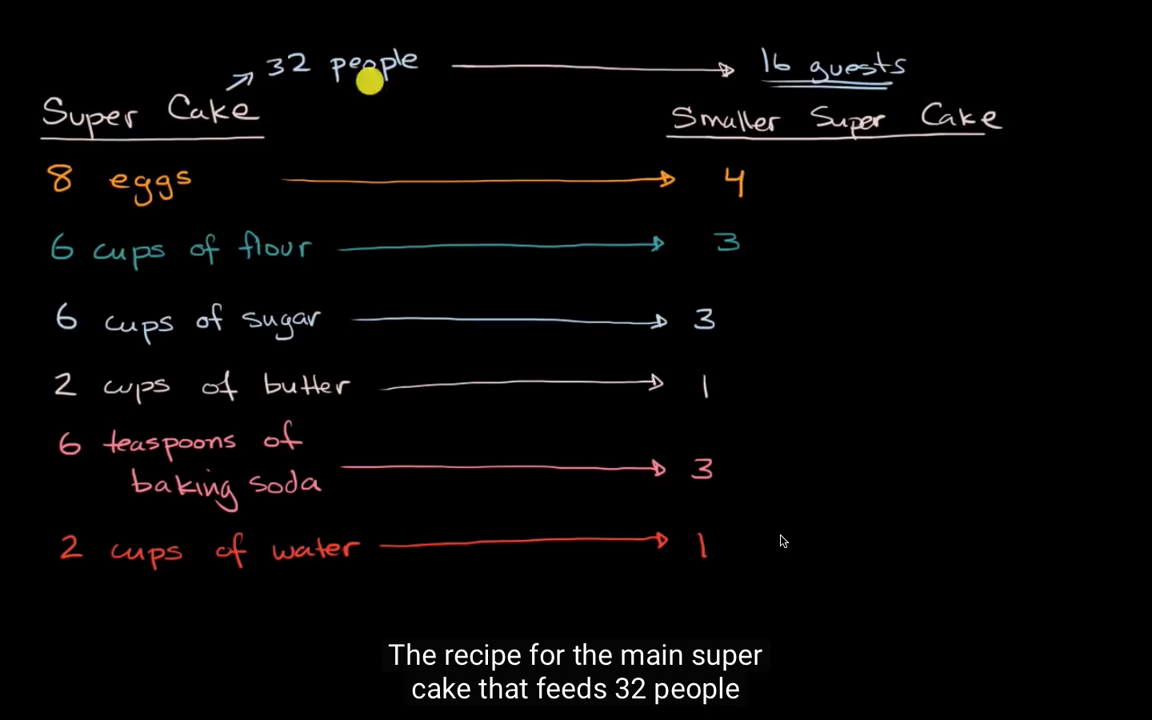 32 people 16 guests
Super Cake Smaller Super Cake
8 eggs 4
6 cups of flour 3
6 cups of sugar 3
2 cups of butter 1
6 teaspoons of
baking soda 3
2 cups of water 1
The recipe for the main super
cake that feeds 32 people